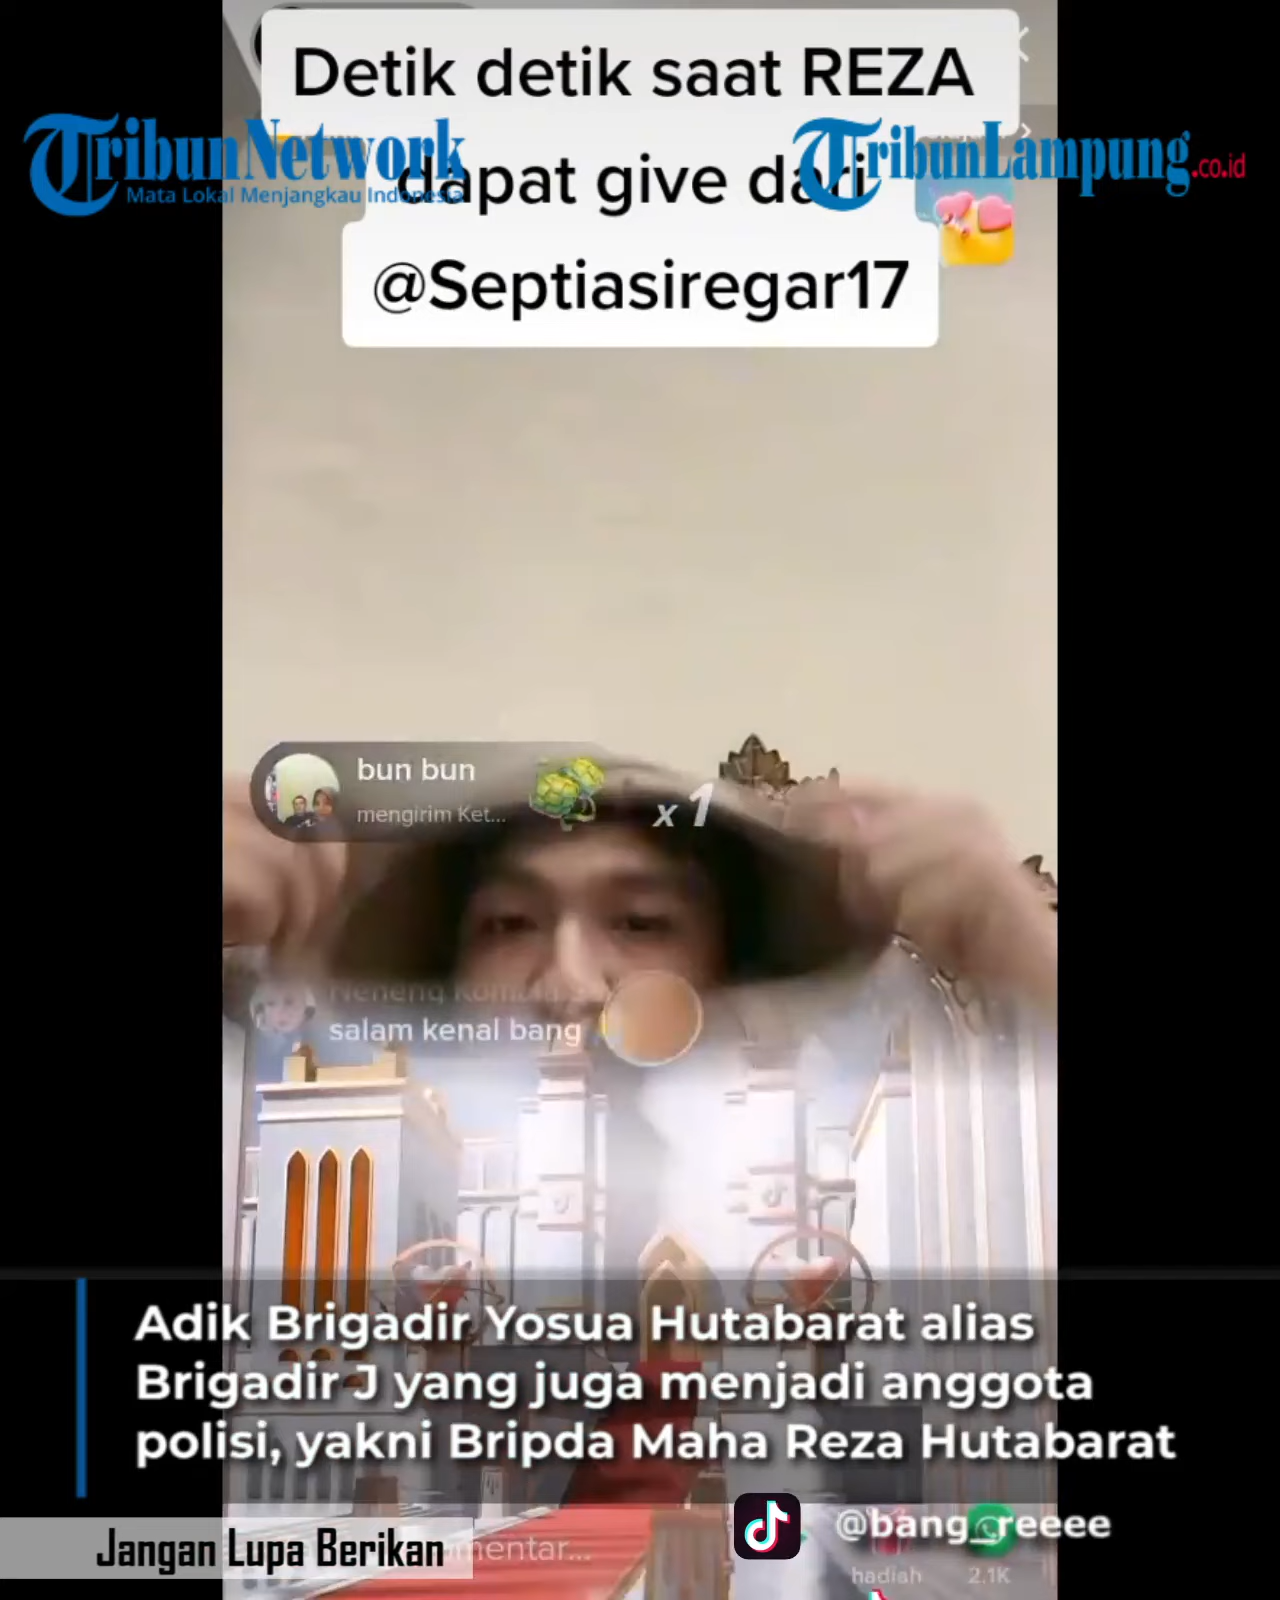 Detik detik saat REZA
TribunNetwork
Mata Lokal Menjangkau Indonesia
dapat give dari
TribunLampung.co.id
@Septiasiregar17
bun bun
mengirim Ket...
x 1
salam kenal bang
Adik Brigadir Yosua Hutabarat alias
Brigadir J yang juga menjadi anggota
polisi, yakni Bripda Maha Reza Hutabarat
Jangan Lupa Berikan
mentar...
@bang_reeee
hadiah
2.1K